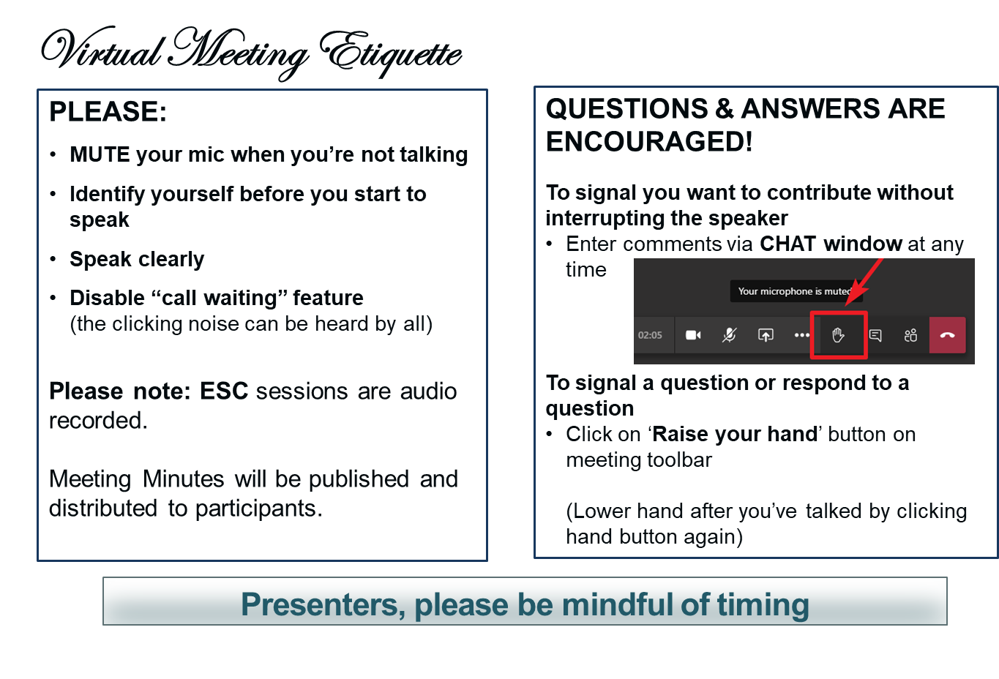 Virtual Meeting Etiquette
PLEASE:
• MUTE your mic when you’re not talking
• Identify yourself before you start to
speak
• Speak clearly
• Disable “call waiting” feature
(the clicking noise can be heard by all)
Please note: ESC sessions are audio
recorded.
Meeting Minutes will be published and
distributed to participants.
QUESTIONS & ANSWERS ARE
ENCOURAGED!
To signal you want to contribute without
interrupting the speaker
• Enter comments via CHAT window at any
time
Your microphone is muted
02:05
To signal a question or respond to a
question
• Click on ‘Raise your hand’ button on
meeting toolbar
(Lower hand after you’ve talked by clicking
hand button again)
Presenters, please be mindful of timing